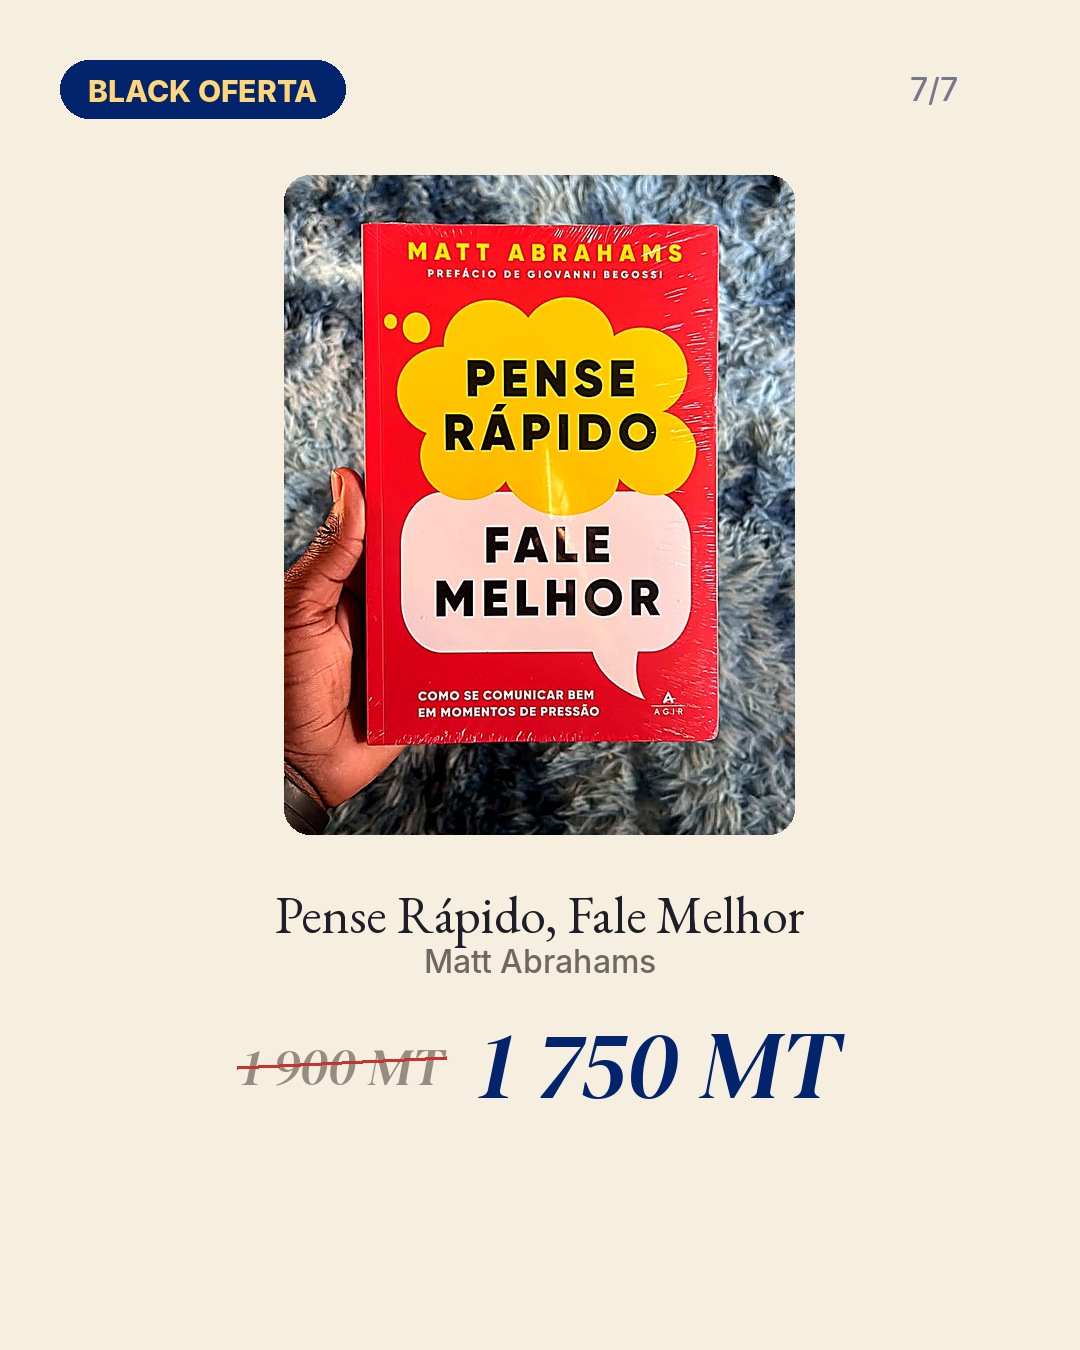 BLACK OFERTA
7/7
MATT ABRAHAMS
PREFÁCIO DE GIOVANNI BEGOSSI
PENSE
RÁPIDO
FALE
MELHOR
COMO SE COMUNICAR BEM
EM MOMENTOS DE PRESSÃO
A
AGIR
Pense Rápido, Fale Melhor
Matt Abrahams
1 900 MT 1 750 MT